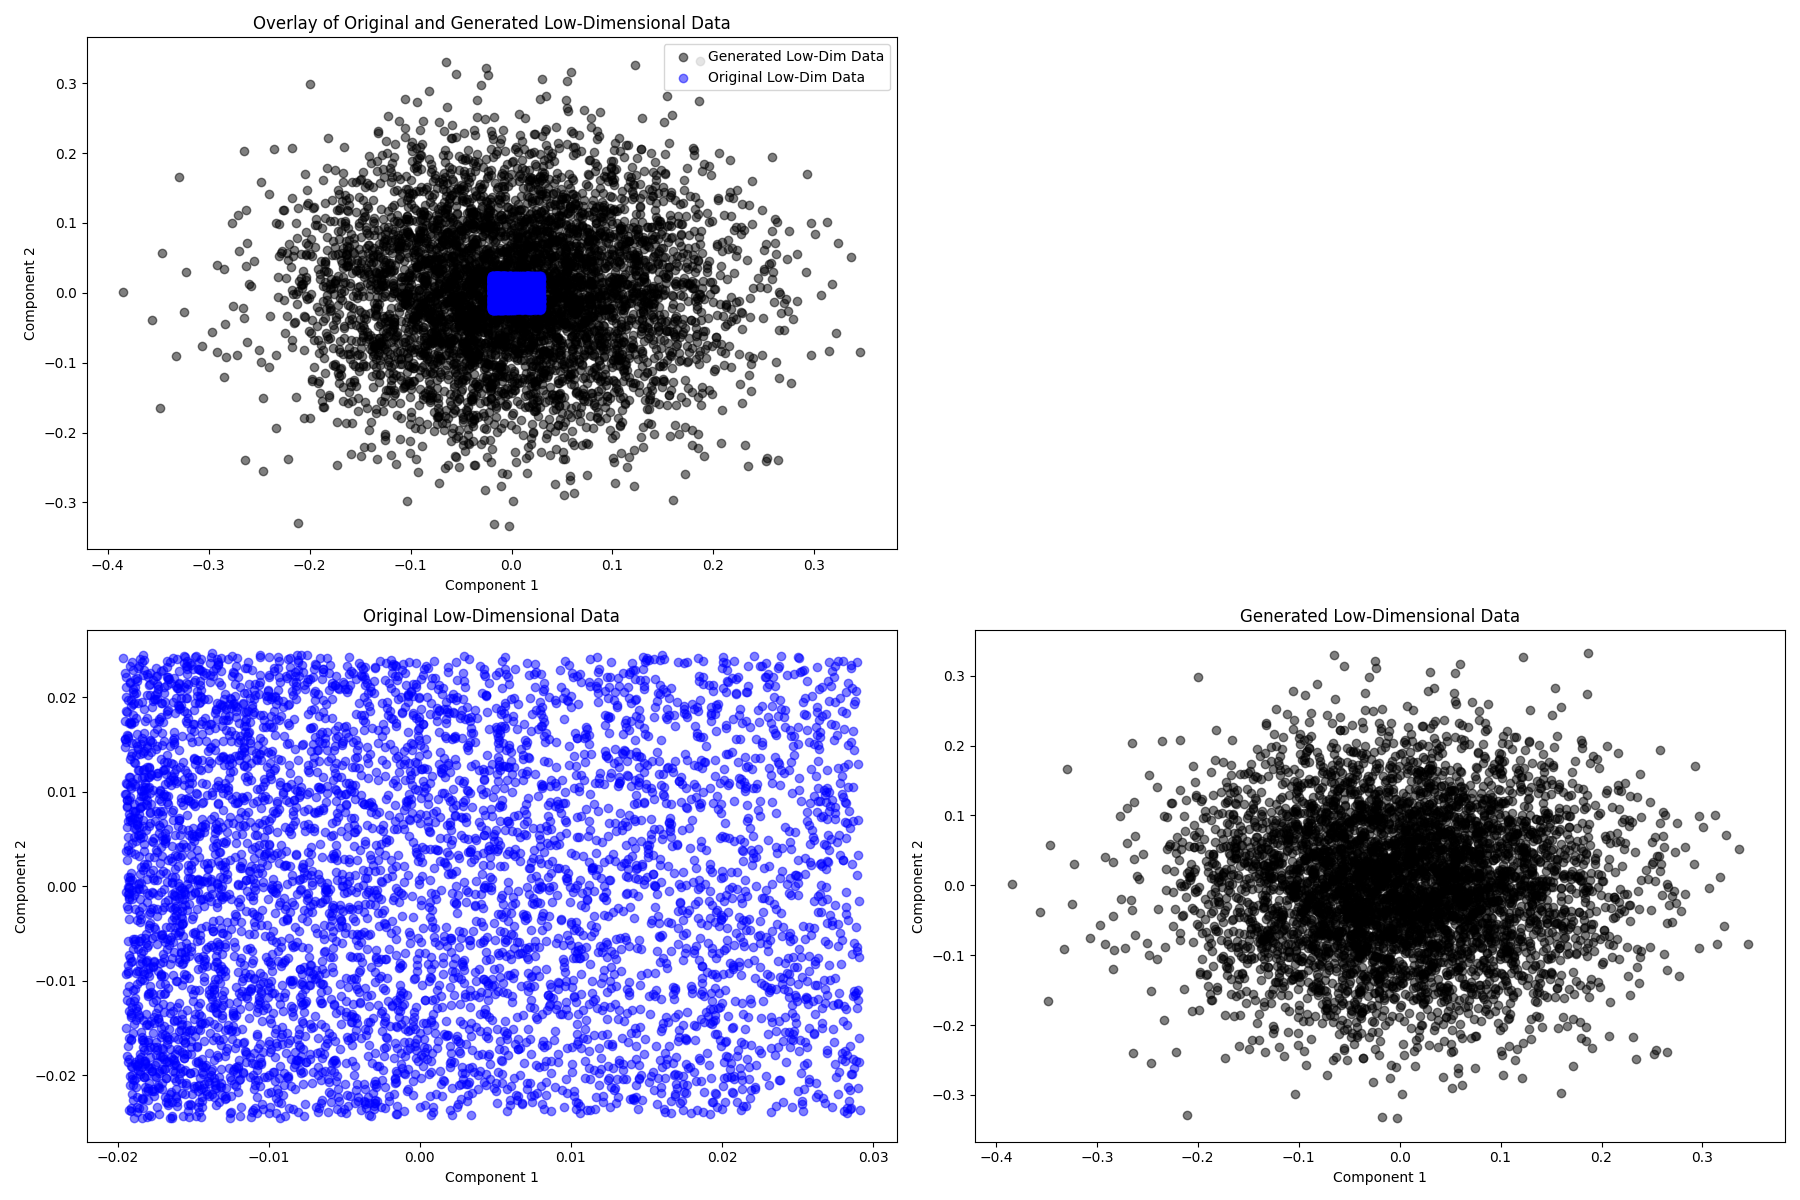 Overlay of Original and Generated Low-Dimensional Data
Generated Low-Dim Data
Original Low-Dim Data
0.3
0.2
0.1
0.0
−0.1
−0.2
−0.3
Component 2
−0.4 −0.3 −0.2 −0.1 0.0 0.1 0.2 0.3
Component 1
Original Low-Dimensional Data
0.02
0.01
0.00
−0.01
−0.02
Component 2
−0.02 −0.01 0.00 0.01 0.02 0.03
Component 1
Generated Low-Dimensional Data
0.3
0.2
0.1
0.0
−0.1
−0.2
−0.3
Component 2
−0.4 −0.3 −0.2 −0.1 0.0 0.1 0.2 0.3
Component 1